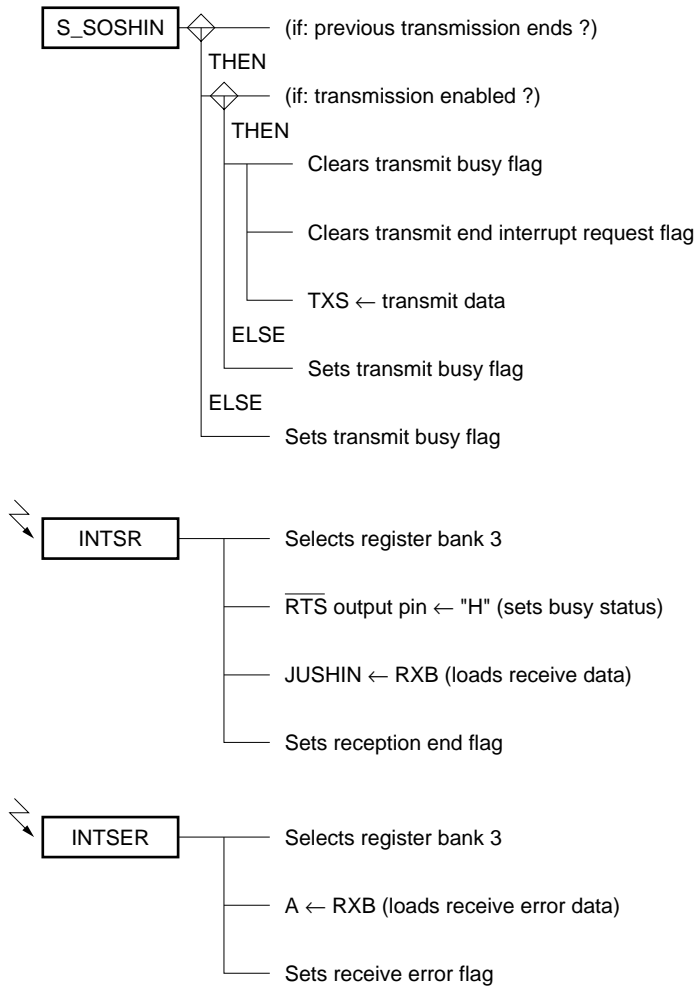 S_SOSHIN
(if: previous transmission ends ?)
THEN
(if: transmission enabled ?)
THEN
Clears transmit busy flag
Clears transmit end interrupt request flag
TXS ← transmit data
ELSE
Sets transmit busy flag
ELSE
Sets transmit busy flag
INTSR
Selects register bank 3
R̅T̅S̅ output pin ← "H" (sets busy status)
JUSHIN ← RXB (loads receive data)
Sets reception end flag
INTSER
Selects register bank 3
A ← RXB (loads receive error data)
Sets receive error flag